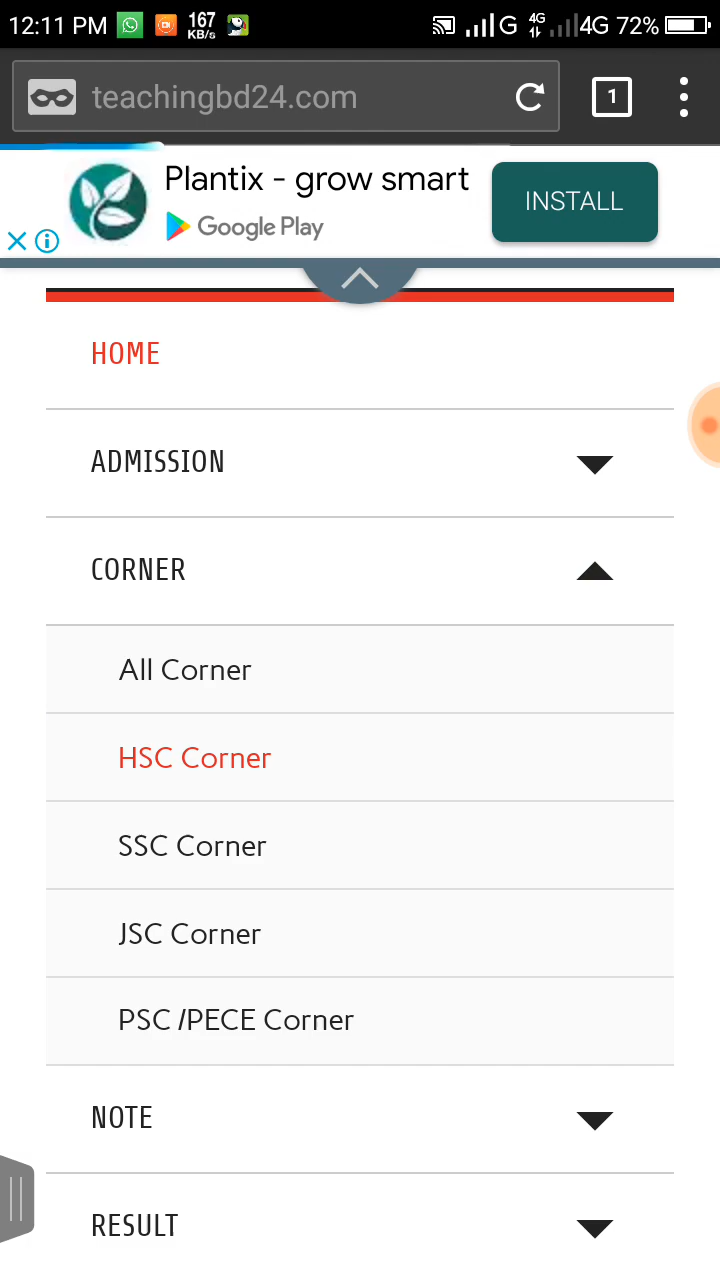 12:11 PM 167 KB/s G 4G 4G 72%
teachingbd24.com 1
Plantix - grow smart
Google Play
INSTALL
HOME
ADMISSION
CORNER
All Corner
HSC Corner
SSC Corner
JSC Corner
PSC /PECE Corner
NOTE
RESULT